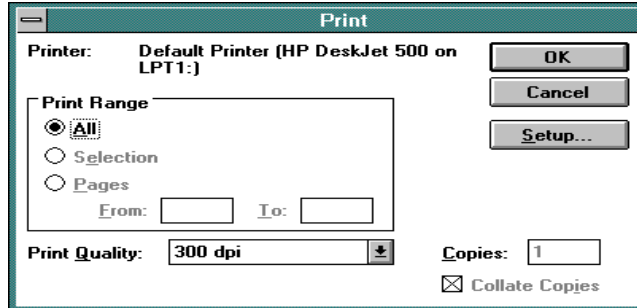 Print
Printer: Default Printer (HP DeskJet 500 on
LPT1:)
OK
Cancel
Setup...
Print Range
All
Selection
Pages
From: To:
Print Quality: 300 dpi
Copies: 1
Collate Copies